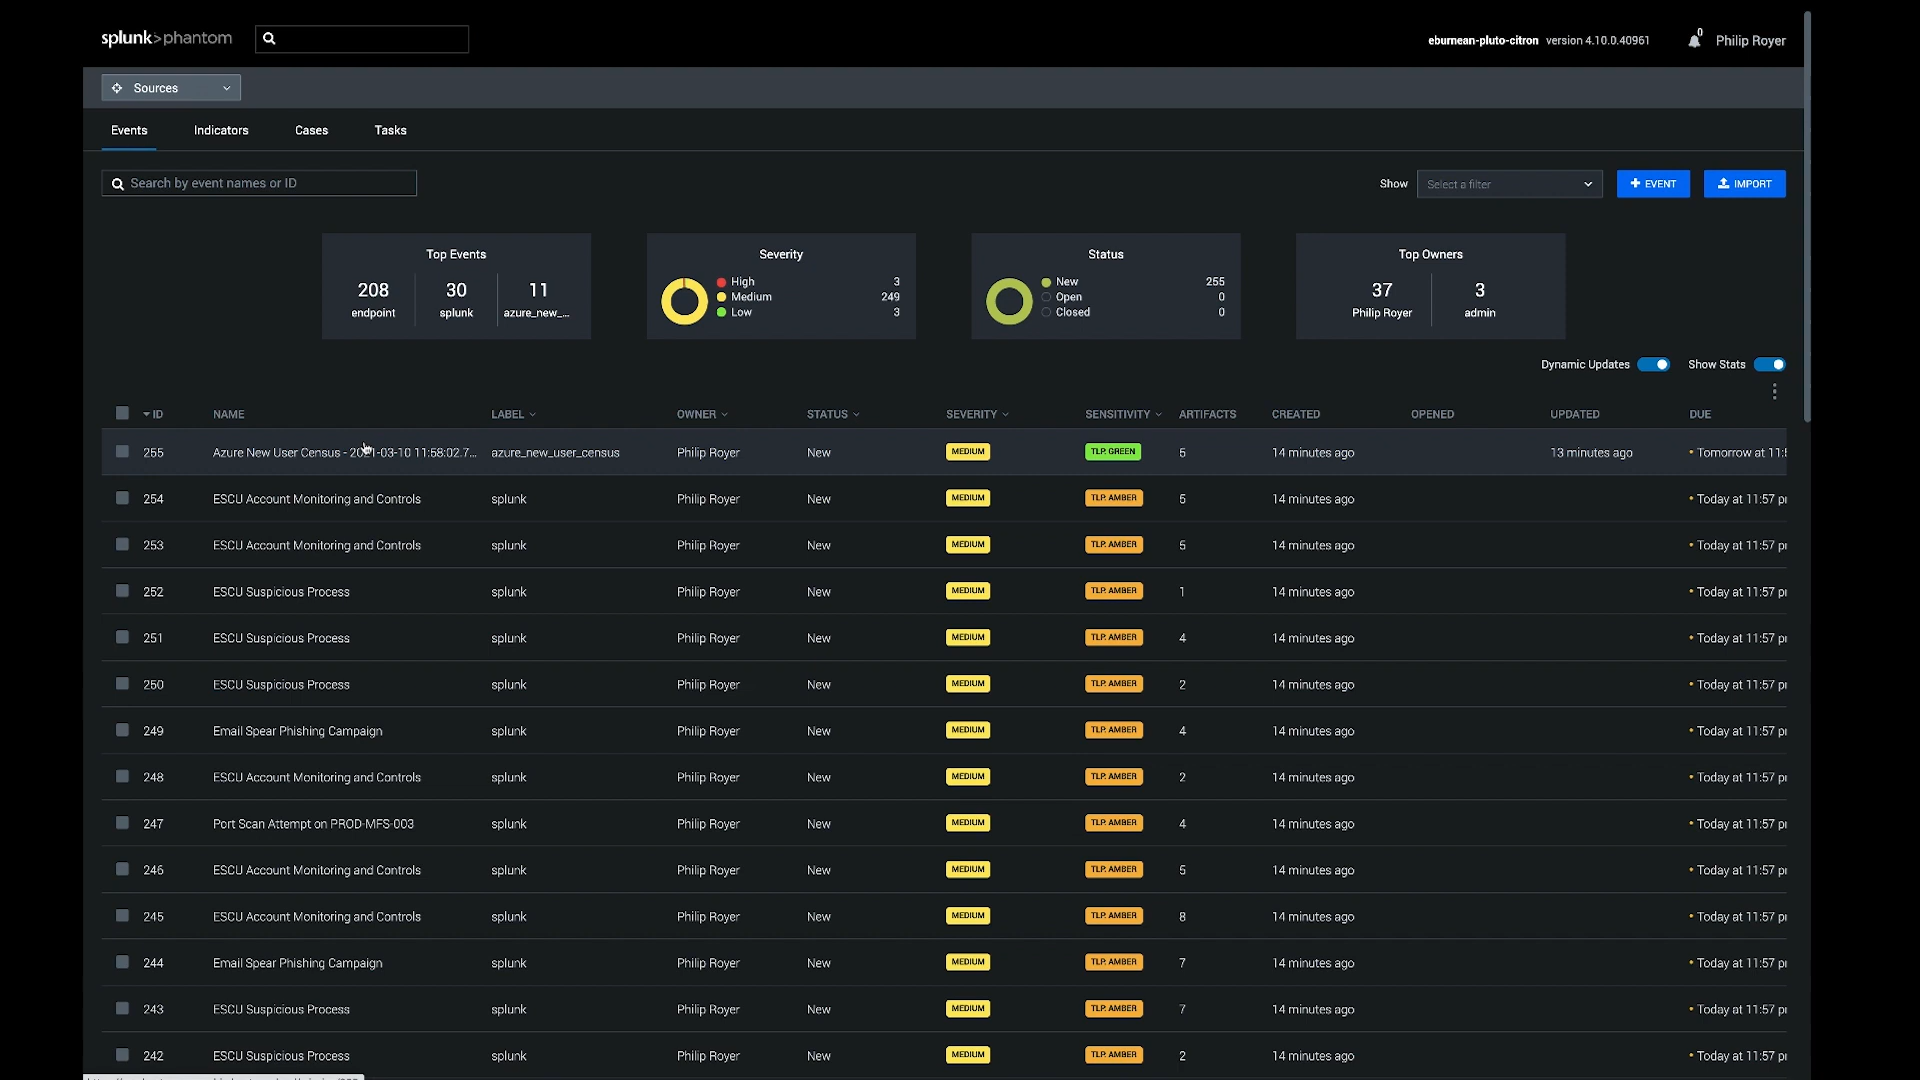 splunk>phantom
eburnean-pluto-citron version 4.10.0.40961 0 Philip Royer
Sources
Events Indicators Cases Tasks
Search by event names or ID Show Select a filter + EVENT IMPORT
Top Events Severity Status Top Owners
208 30 11 High 3 New 255 37 3
endpoint splunk azure_new_... Medium 249 Open 0 Philip Royer admin
Low 3 Closed 0
Dynamic Updates Show Stats
ID NAME LABEL OWNER STATUS SEVERITY SENSITIVITY ARTIFACTS CREATED OPENED UPDATED DUE
255 Azure New User Census - 2021-03-10 11:58:02.7... azure_new_user_census Philip Royer New MEDIUM TLP: GREEN 5 14 minutes ago 13 minutes ago • Tomorrow at 11:5
254 ESCU Account Monitoring and Controls splunk Philip Royer New MEDIUM TLP: AMBER 5 14 minutes ago • Today at 11:57 pr
253 ESCU Account Monitoring and Controls splunk Philip Royer New MEDIUM TLP: AMBER 5 14 minutes ago • Today at 11:57 pr
252 ESCU Suspicious Process splunk Philip Royer New MEDIUM TLP: AMBER 1 14 minutes ago • Today at 11:57 pr
251 ESCU Suspicious Process splunk Philip Royer New MEDIUM TLP: AMBER 4 14 minutes ago • Today at 11:57 pr
250 ESCU Suspicious Process splunk Philip Royer New MEDIUM TLP: AMBER 2 14 minutes ago • Today at 11:57 pr
249 Email Spear Phishing Campaign splunk Philip Royer New MEDIUM TLP: AMBER 4 14 minutes ago • Today at 11:57 pr
248 ESCU Account Monitoring and Controls splunk Philip Royer New MEDIUM TLP: AMBER 2 14 minutes ago • Today at 11:57 pr
247 Port Scan Attempt on PROD-MFS-003 splunk Philip Royer New MEDIUM TLP: AMBER 4 14 minutes ago • Today at 11:57 pr
246 ESCU Account Monitoring and Controls splunk Philip Royer New MEDIUM TLP: AMBER 5 14 minutes ago • Today at 11:57 pr
245 ESCU Account Monitoring and Controls splunk Philip Royer New MEDIUM TLP: AMBER 8 14 minutes ago • Today at 11:57 pr
244 Email Spear Phishing Campaign splunk Philip Royer New MEDIUM TLP: AMBER 7 14 minutes ago • Today at 11:57 pr
243 ESCU Suspicious Process splunk Philip Royer New MEDIUM TLP: AMBER 7 14 minutes ago • Today at 11:57 pr
242 ESCU Suspicious Process splunk Philip Royer New MEDIUM TLP: AMBER 2 14 minutes ago • Today at 11:57 pr